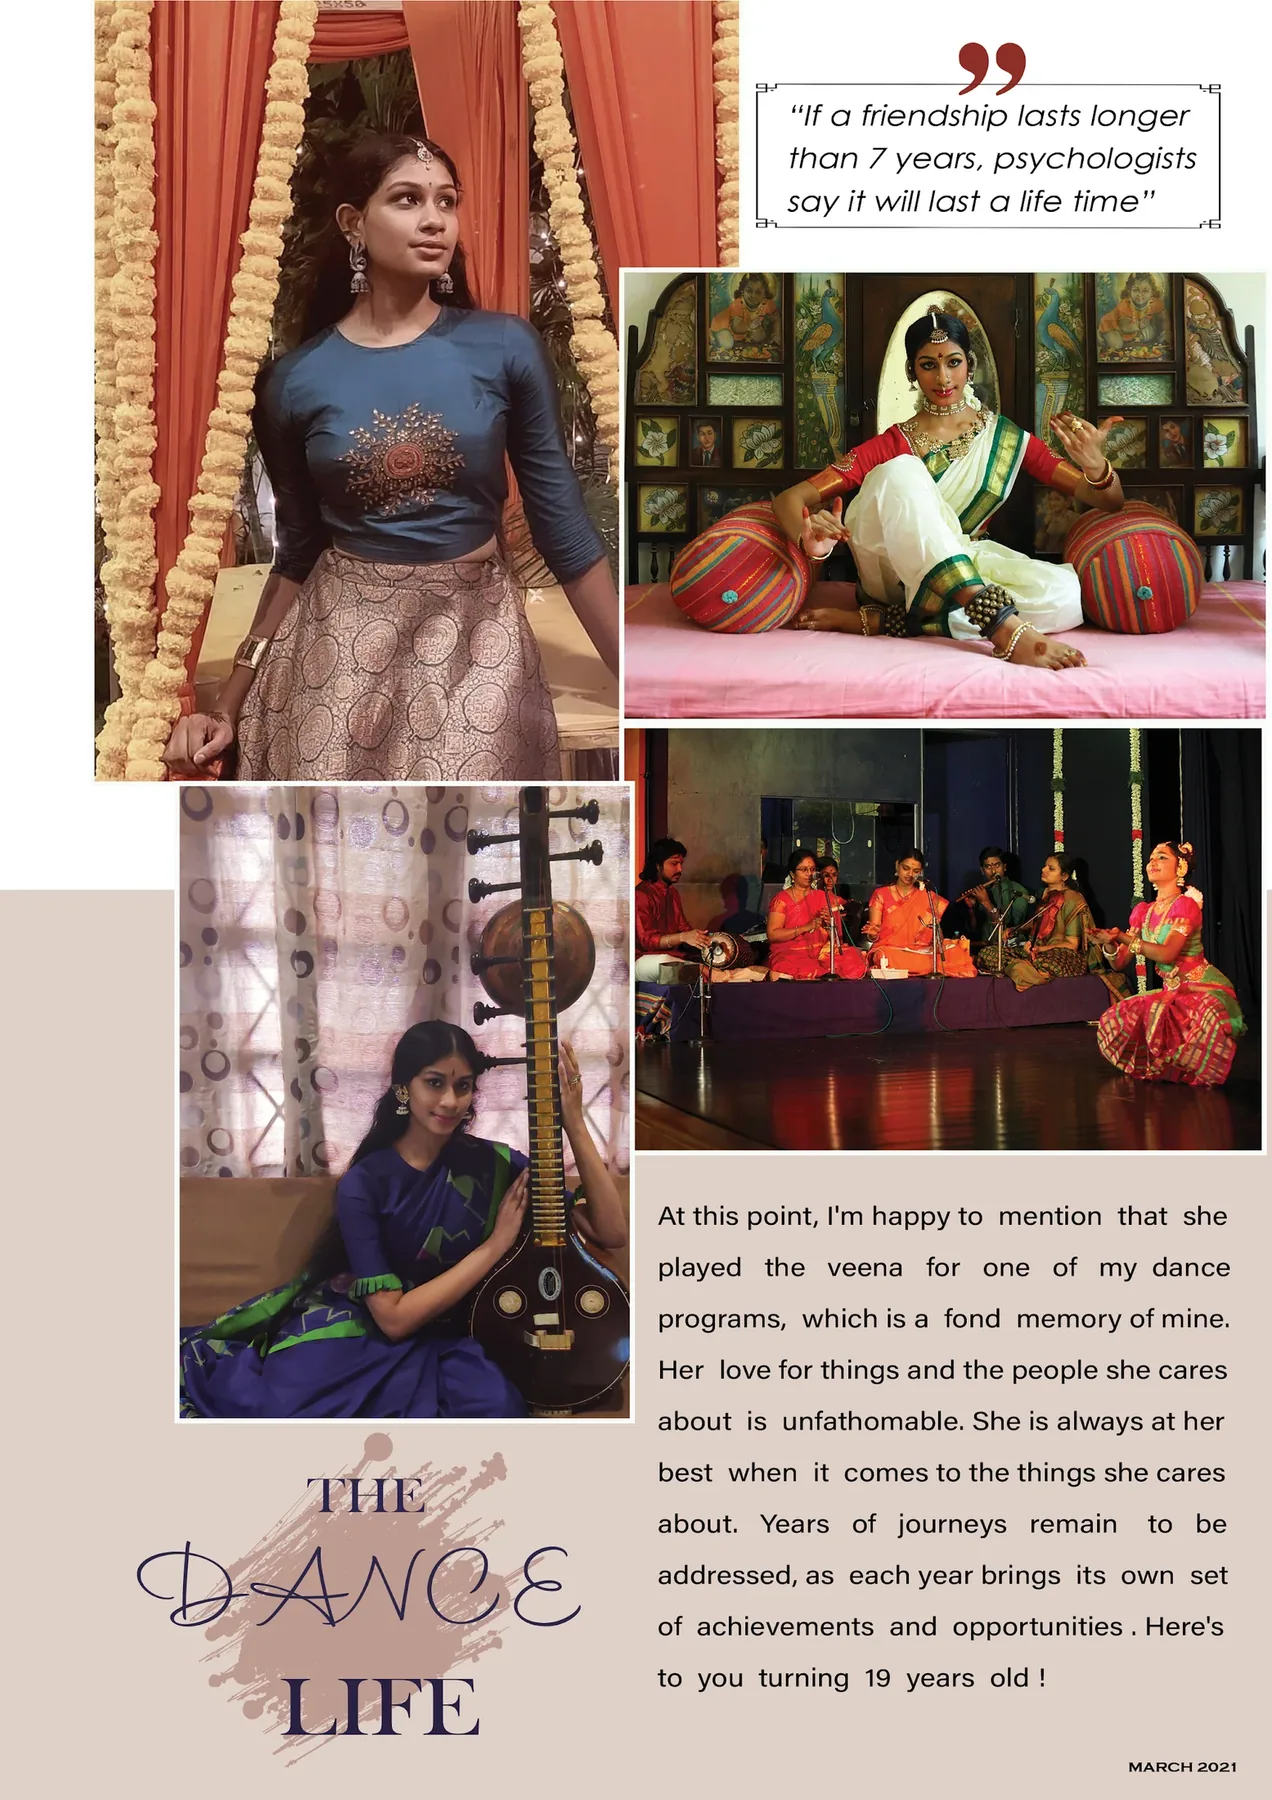 “If a friendship lasts longer
than 7 years, psychologists
say it will last a life time”
At this point, I'm happy to mention that she
played the veena for one of my dance
programs, which is a fond memory of mine.
Her love for things and the people she cares
about is unfathomable. She is always at her
best when it comes to the things she cares
about. Years of journeys remain to be
addressed, as each year brings its own set
of achievements and opportunities . Here's
to you turning 19 years old !
THE
DANCE
LIFE
MARCH 2021